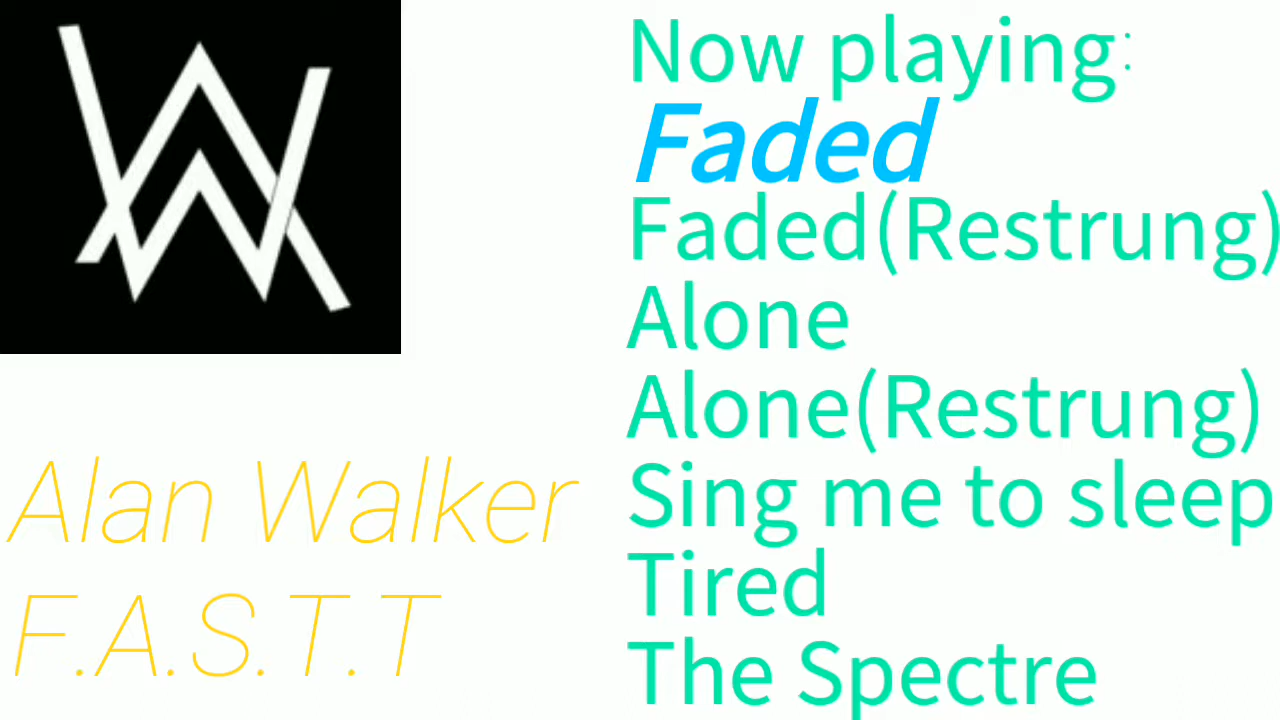 Now playing:
Faded
Faded(Restrung)
Alone
Alone(Restrung)
Sing me to sleep
Tired
The Spectre
Alan Walker
F.A.S.T.T